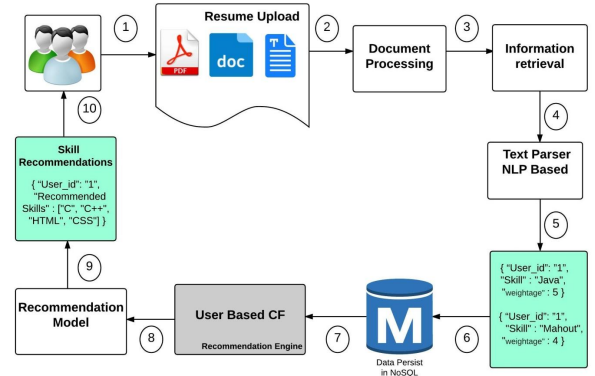 1
Resume Upload
PDF
doc
2
Document
Processing
3
Information
retrieval
4
Text Parser
NLP Based
5
{ "User_id": "1",
"Skill" : "Java",
"weightage" : 5 }
{ "User_id": "1",
"Skill" : "Mahout",
"weightage" : 4 }
6
M
Data Persist
in NoSQL
7
User Based CF
Recommendation Engine
8
Recommendation
Model
9
Skill
Recommendations
{ "User_id": "1",
"Recommended
Skills" : ["C", "C++",
"HTML", "CSS"] }
10